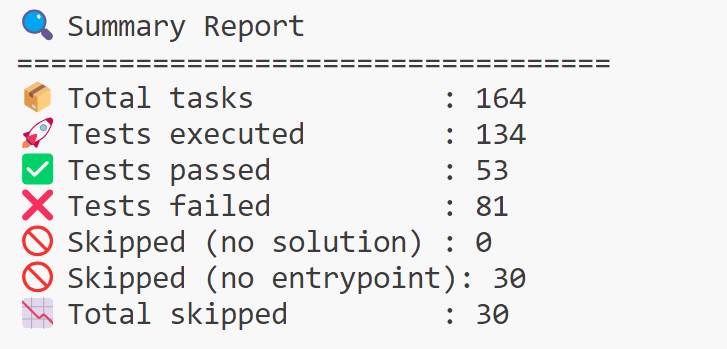 🔍 Summary Report
===================================
📦 Total tasks : 164
🚀 Tests executed : 134
✅ Tests passed : 53
❌ Tests failed : 81
🚫 Skipped (no solution) : 0
🚫 Skipped (no entrypoint): 30
📉 Total skipped : 30